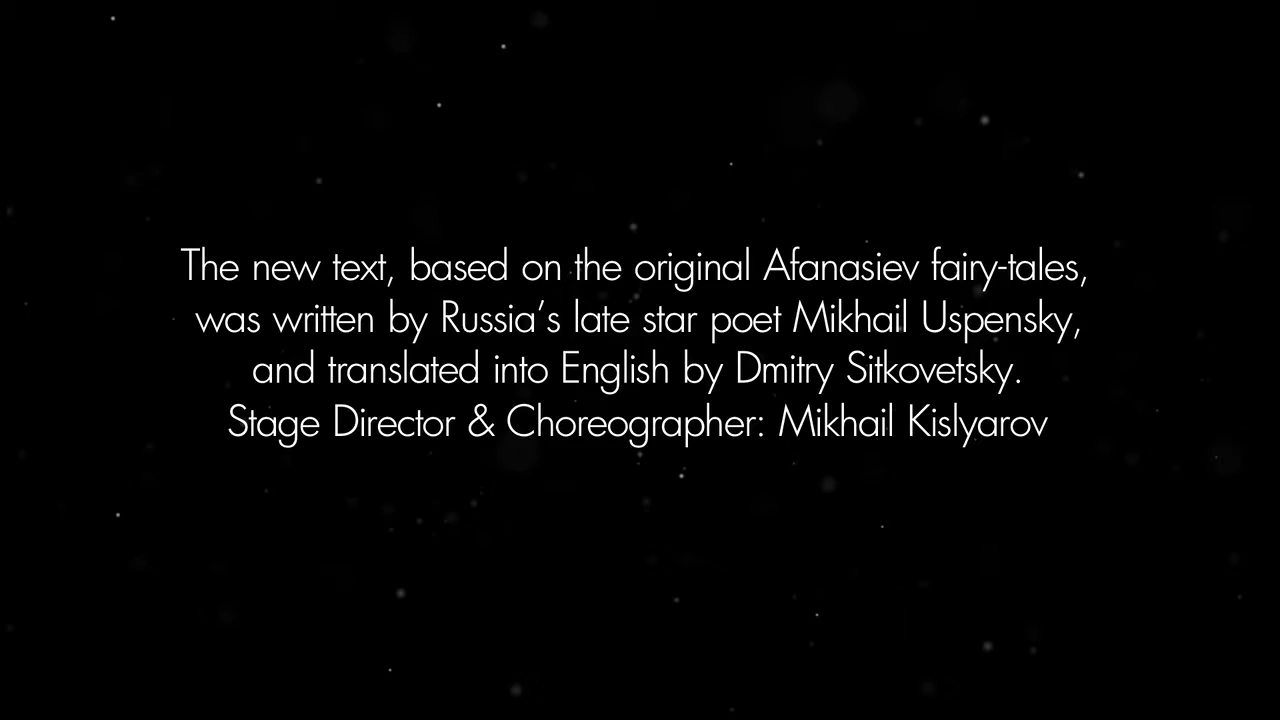 The new text, based on the original Afanasiev fairy-tales,
was written by Russia’s late star poet Mikhail Uspensky,
and translated into English by Dmitry Sitkovetsky.
Stage Director & Choreographer: Mikhail Kislyarov